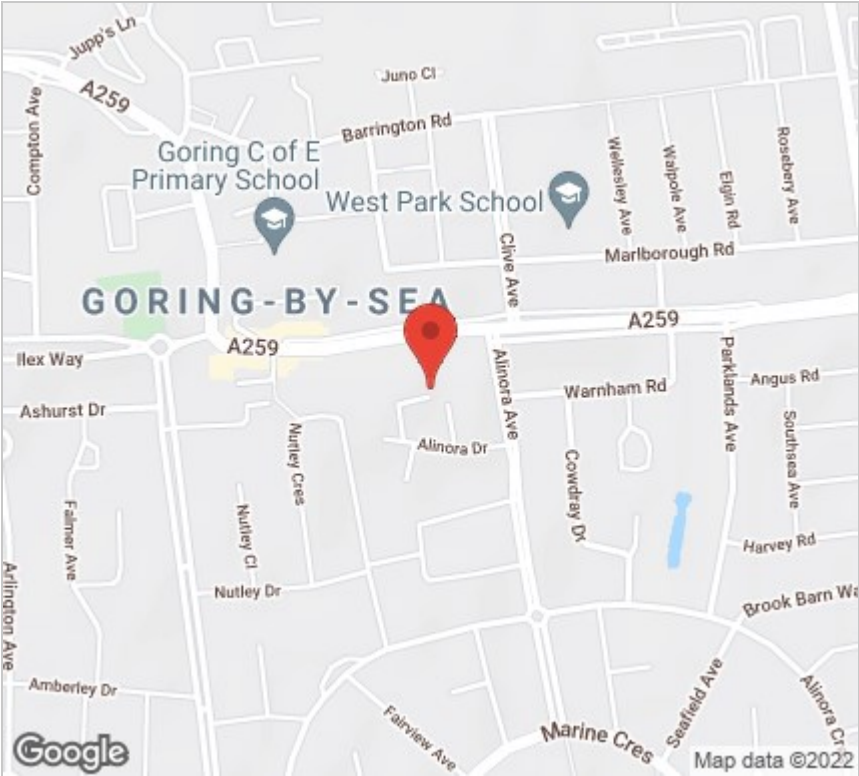 Jupp's Ln
A259
Compton Ave
Juno Cl
Barrington Rd
Goring C of E
Primary School
West Park School
Wellesley Ave
Walpole Ave
Elgin Rd
Rosebery Ave
Clive Ave
Marlborough Rd
GORING-BY-SEA
A259
A259
Ilex Way
Ashurst Dr
Alinora Ave
Warnham Rd
Parklands Ave
Angus Rd
Southsea Ave
Nutley Cres
Alinora Dr
Cowdray Dr
Falmer Ave
Nutley Cl
Harvey Rd
Arlington Ave
Nutley Dr
Brook Barn Wa
Amberley Dr
Seafield Ave
Alinora Cr
Fairview Ave
Marine Cres
Google
Map data ©2022